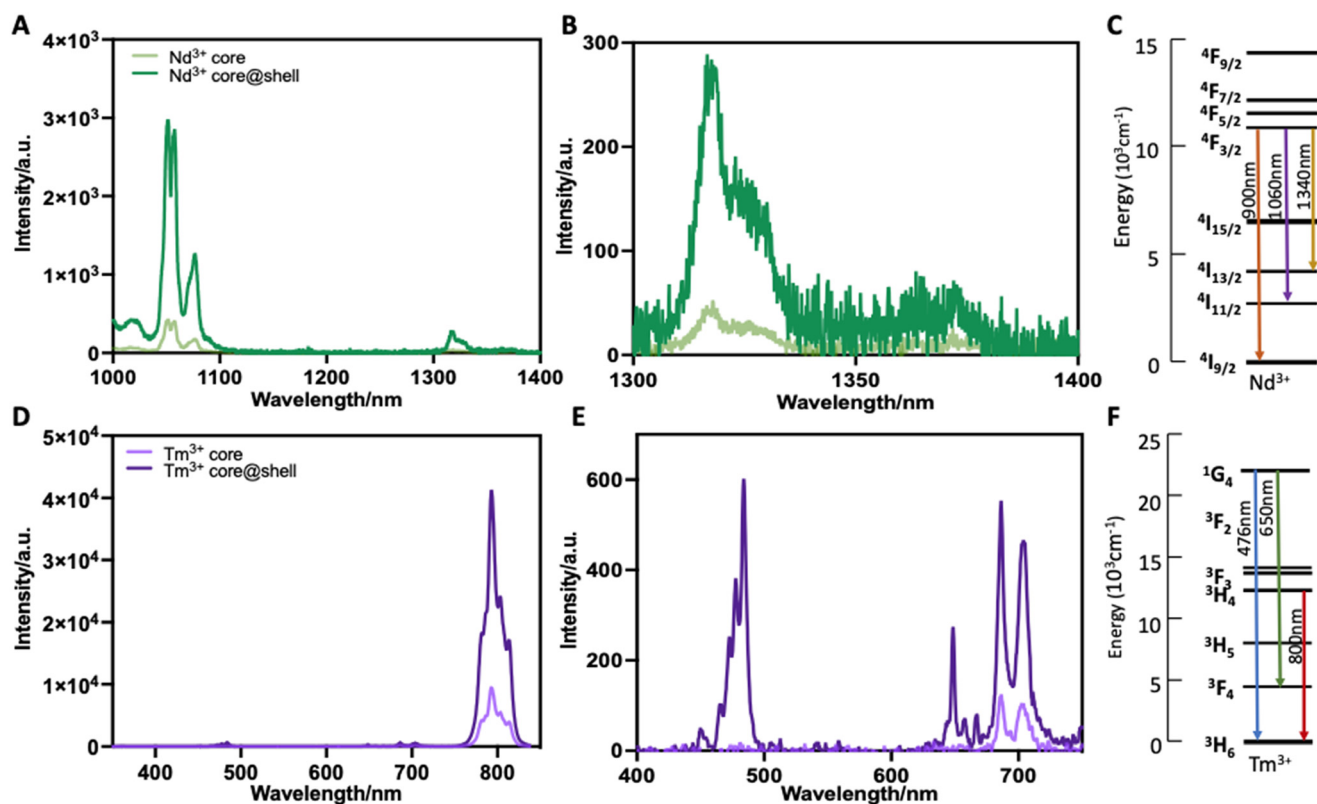 A
4×10³
3×10³
2×10³
1×10³
0
Intensity/a.u.
Nd³⁺ core
Nd³⁺ core@shell
1000
1100
1200
1300
1400
Wavelength/nm
B
300
200
100
0
Intensity/a.u.
1300
1350
1400
Wavelength/nm
C
15
10
5
0
Energy (10³cm⁻¹)
⁴F₉/₂
⁴F₇/₂
⁴F₅/₂
⁴F₃/₂
⁴I₁₅/₂
⁴I₁₃/₂
⁴I₁₁/₂
⁴I₉/₂
900nm
1060nm
1340nm
Nd³⁺
D
5×10⁴
4×10⁴
3×10⁴
2×10⁴
1×10⁴
0
Intensity/a.u.
Tm³⁺ core
Tm³⁺ core@shell
400
500
600
700
800
Wavelength/nm
E
600
400
200
0
Intensity/a.u.
400
500
600
700
Wavelength/nm
F
25
20
15
10
5
0
Energy (10³cm⁻¹)
¹G₄
³F₂
³F₃
³H₄
³H₅
³F₄
³H₆
476nm
650nm
800nm
Tm³⁺